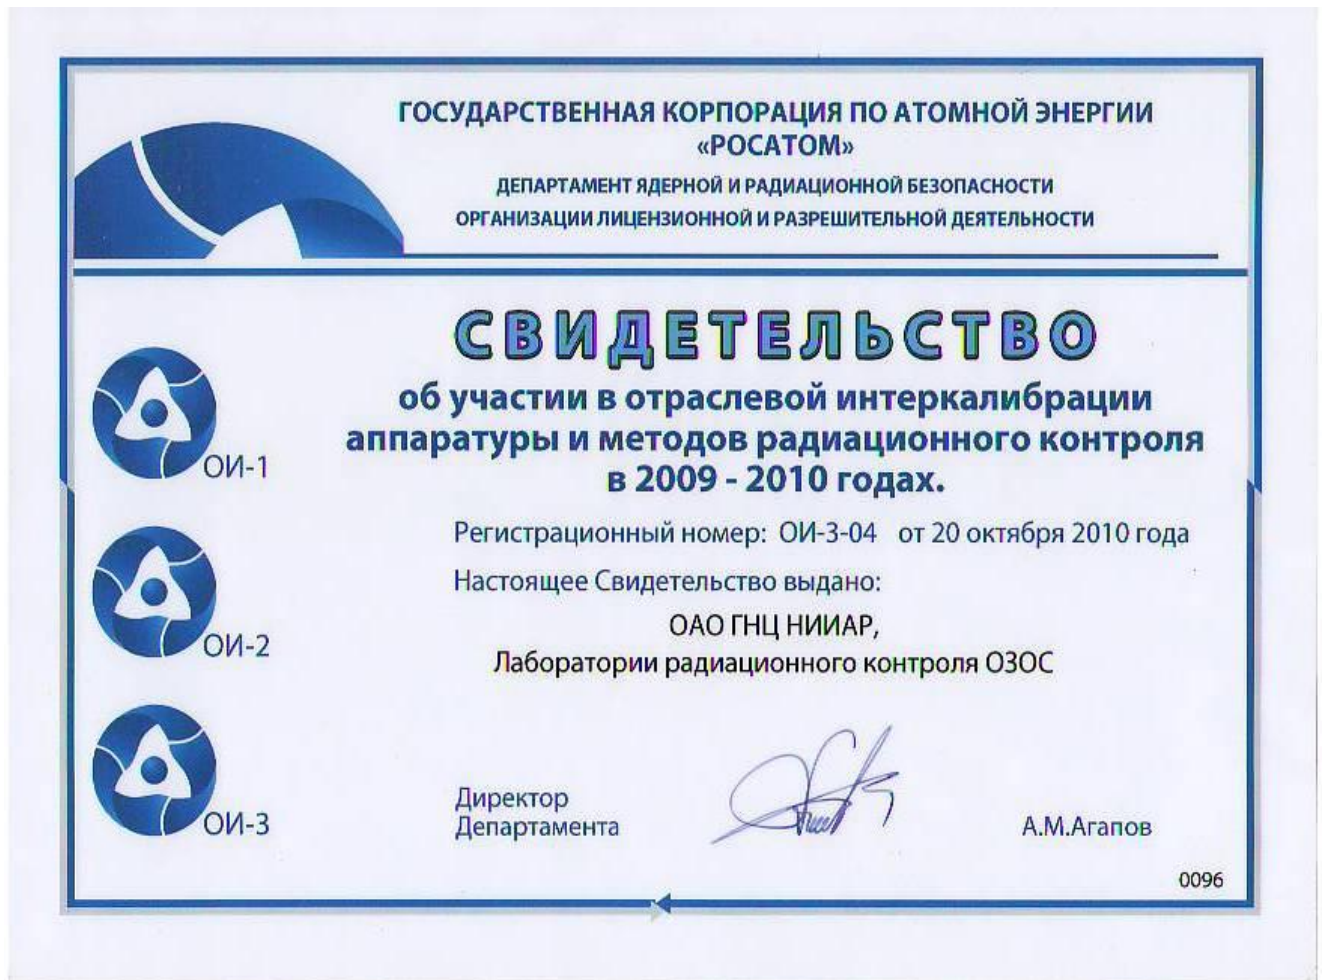 ГОСУДАРСТВЕННАЯ КОРПОРАЦИЯ ПО АТОМНОЙ ЭНЕРГИИ
«РОСАТОМ»
ДЕПАРТАМЕНТ ЯДЕРНОЙ И РАДИАЦИОННОЙ БЕЗОПАСНОСТИ
ОРГАНИЗАЦИИ ЛИЦЕНЗИОННОЙ И РАЗРЕШИТЕЛЬНОЙ ДЕЯТЕЛЬНОСТИ
СВИДЕТЕЛЬСТВО
об участии в отраслевой интеркалибрации
аппаратуры и методов радиационного контроля
в 2009 - 2010 годах.
ОИ-1
Регистрационный номер: ОИ-3-04 от 20 октября 2010 года
Настоящее Свидетельство выдано:
ОАО ГНЦ НИИАР,
ОИ-2
Лаборатории радиационного контроля ОЗОС
ОИ-3
Директор
Департамента
А.М.Агапов
0096